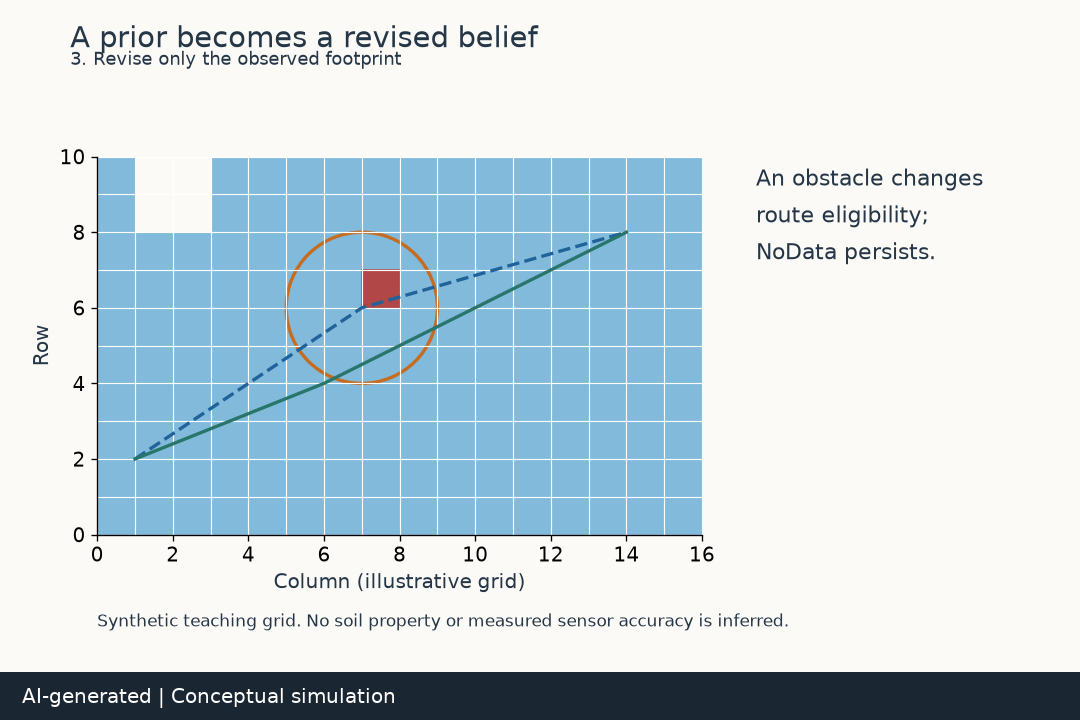 A prior becomes a revised belief
3. Revise only the observed footprint
An obstacle changes
route eligibility;
NoData persists.
10
8
6
4
2
0
Row
0 2 4 6 8 10 12 14 16
Column (illustrative grid)
Synthetic teaching grid. No soil property or measured sensor accuracy is inferred.
AI-generated | Conceptual simulation